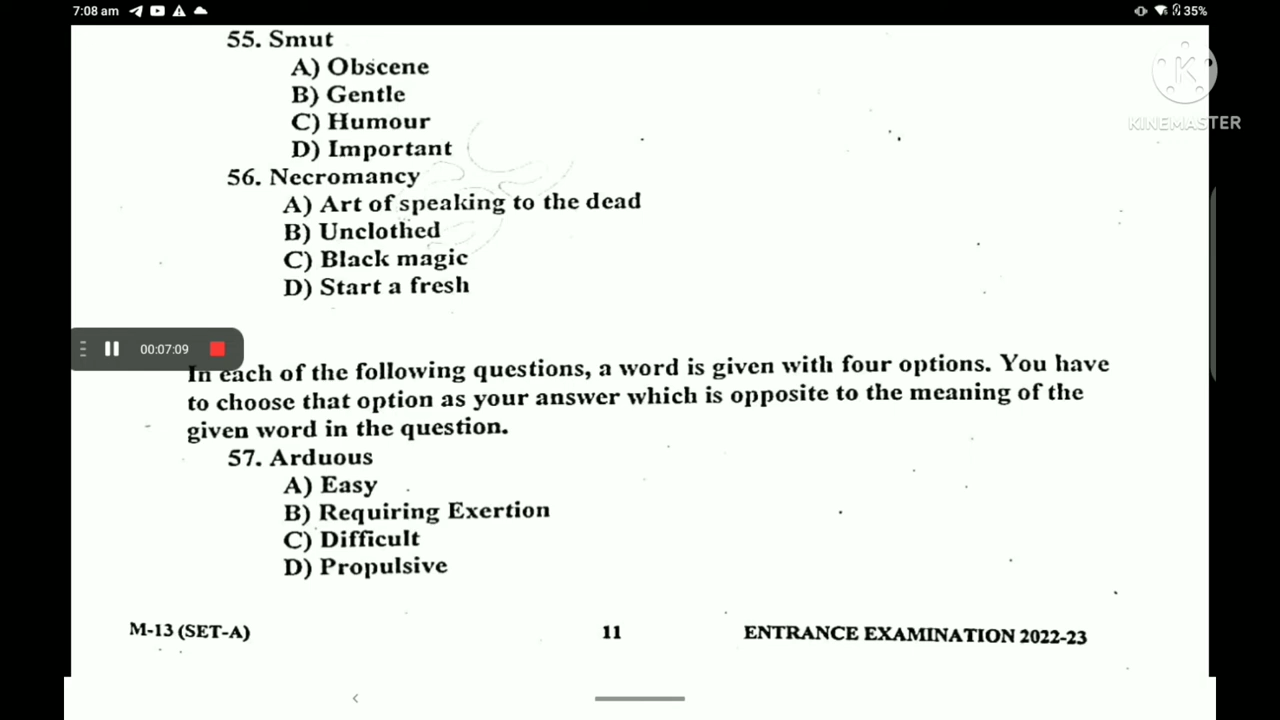 7:08 am
35%
55. Smut
A) Obscene
B) Gentle
C) Humour
D) Important
KINEMASTER
56. Necromancy
A) Art of speaking to the dead
B) Unclothed
C) Black magic
D) Start a fresh
00:07:09
In each of the following questions, a word is given with four options. You have
to choose that option as your answer which is opposite to the meaning of the
given word in the question.
57. Arduous
A) Easy
B) Requiring Exertion
C) Difficult
D) Propulsive
M-13 (SET-A)
11
ENTRANCE EXAMINATION 2022-23